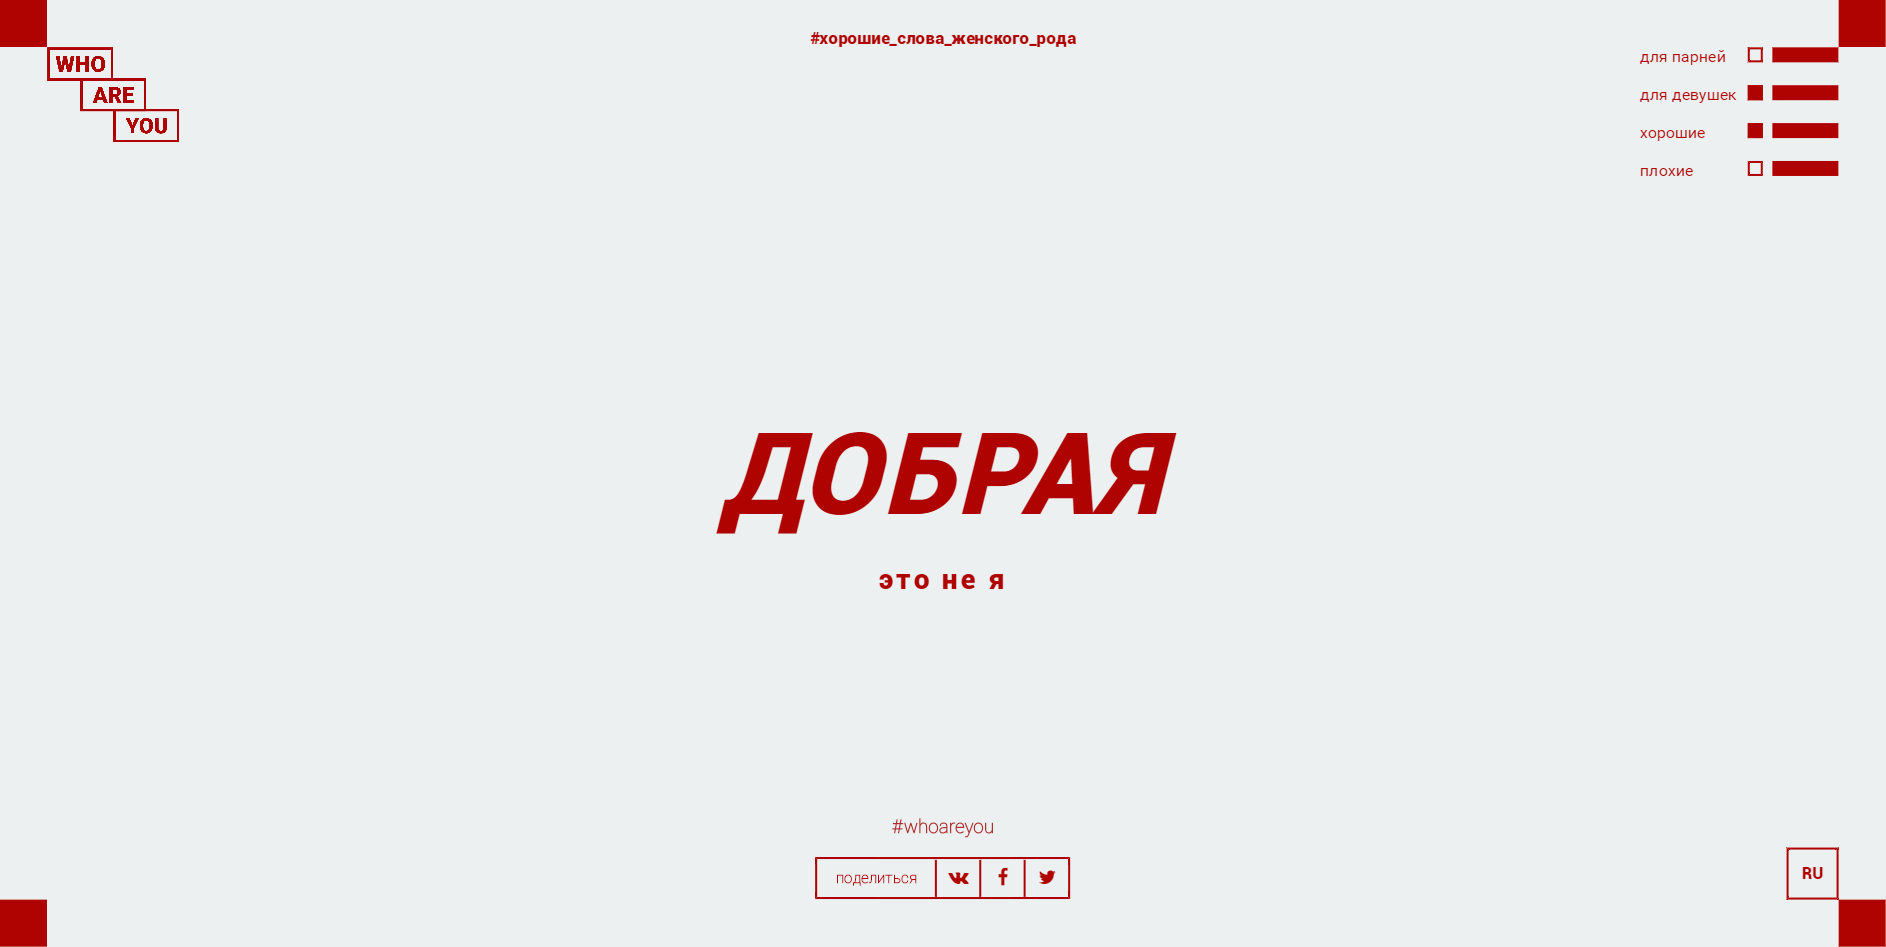 #хорошие_слова_женского_рода
WHO
ARE
YOU
для парней
для девушек
хорошие
плохие
ДОБРАЯ
это не я
#whoareyou
поделиться
RU